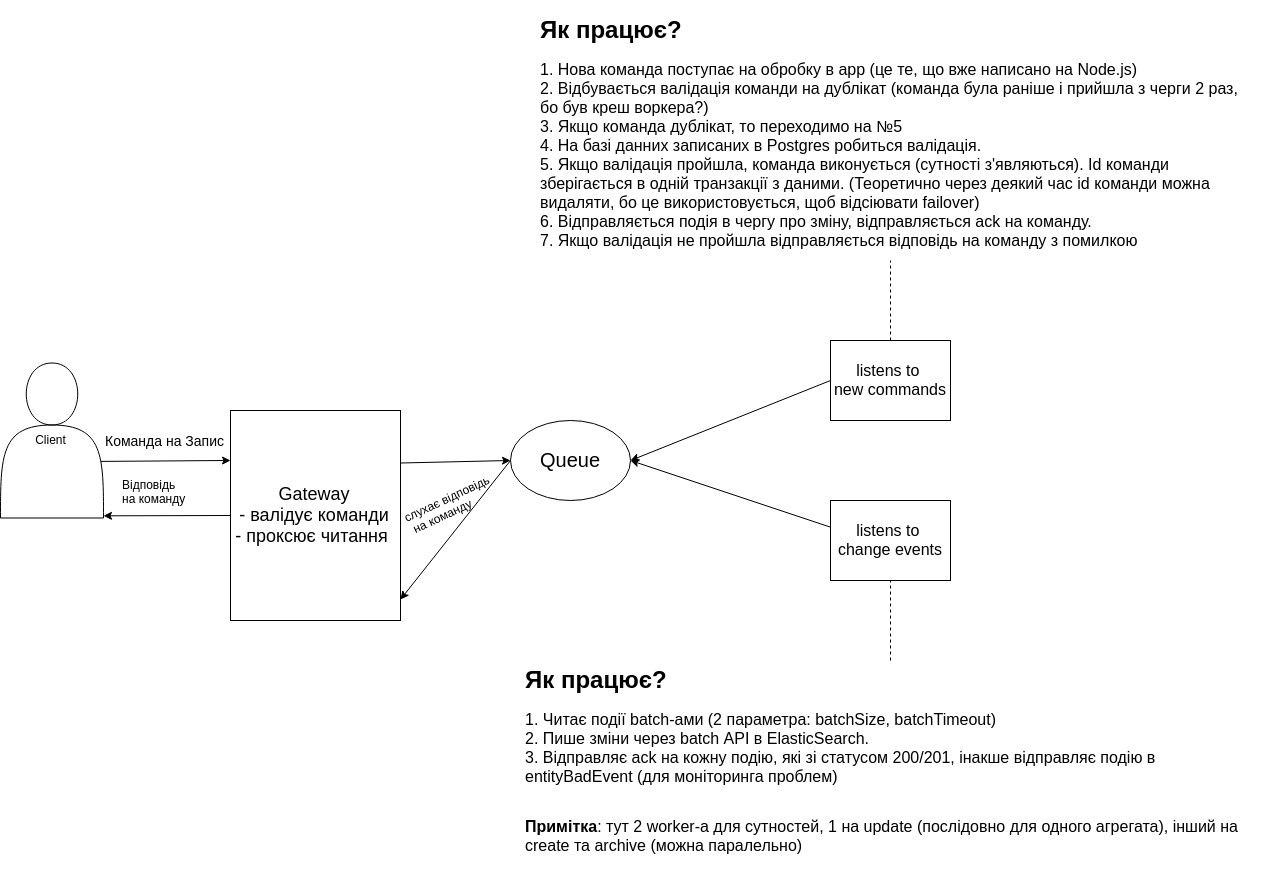 Як працює?
1. Нова команда поступає на обробку в app (це те, що вже написано на Node.js)
2. Відбувається валідація команди на дублікат (команда була раніше і прийшла з черги 2 раз,
бо був креш воркера?)
3. Якщо команда дублікат, то переходимо на №5
4. На базі данних записаних в Postgres робиться валідація.
5. Якщо валідація пройшла, команда виконується (сутності з'являються). Id команди
зберігається в одній транзакції з даними. (Теоретично через деякий час id команди можна
видаляти, бо це використовується, щоб відсіювати failover)
6. Відправляється подія в чергу про зміну, відправляється ack на команду.
7. Якщо валідація не пройшла відправляється відповідь на команду з помилкою
listens to
new commands
Client
Команда на Запис
Відповідь
на команду
Gateway
- валідує команди
- проксює читання
слухає відповідь
на команду
Queue
listens to
change events
Як працює?
1. Читає події batch-ами (2 параметра: batchSize, batchTimeout)
2. Пише зміни через batch API в ElasticSearch.
3. Відправляє ack на кожну подію, які зі статусом 200/201, інакше відправляє подію в
entityBadEvent (для моніторинга проблем)
Примітка: тут 2 worker-а для сутностей, 1 на update (послідовно для одного агрегата), інший на
create та archive (можна паралельно)